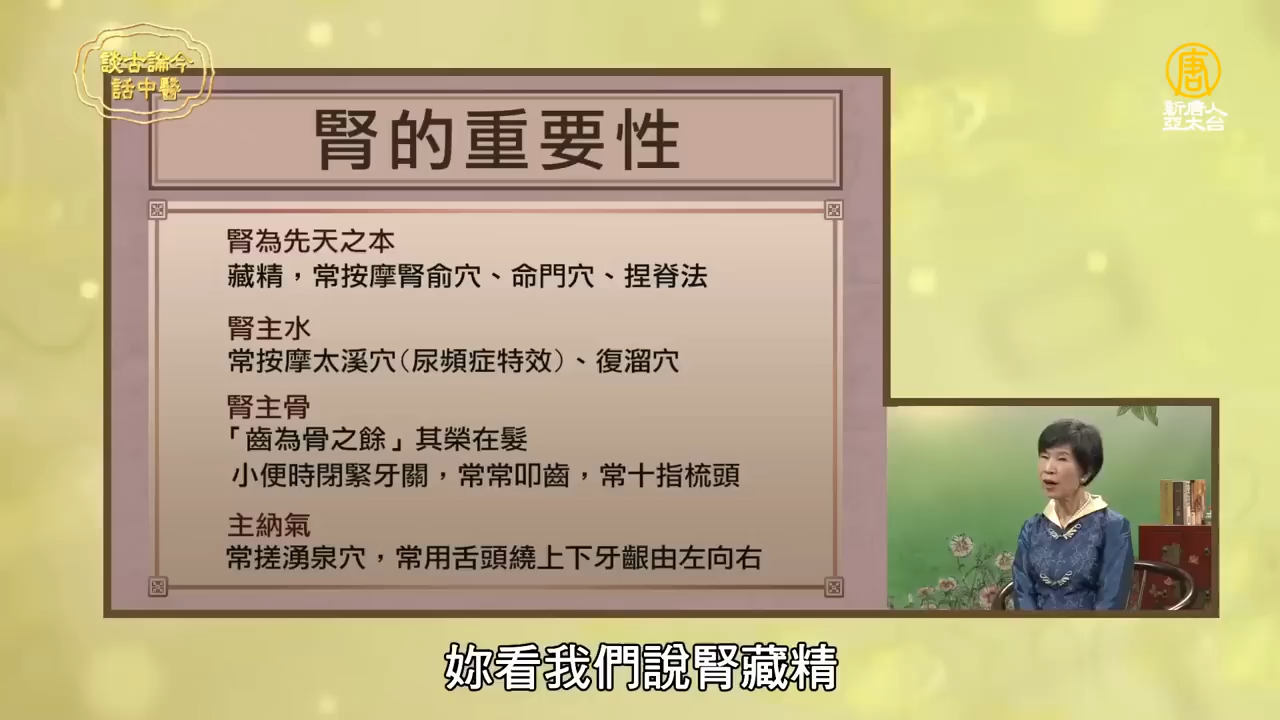 談古論今
話中醫
唐
新唐人
亞太台
腎的重要性
腎為先天之本
藏精，常按摩腎俞穴、命門穴、捏脊法
腎主水
常按摩太溪穴（尿頻症特效）、復溜穴
腎主骨
「齒為骨之餘」其榮在髮
小便時閉緊牙關，常常叩齒，常十指梳頭
主納氣
常搓湧泉穴，常用舌頭繞上下牙齦由左向右
妳看我們說腎藏精